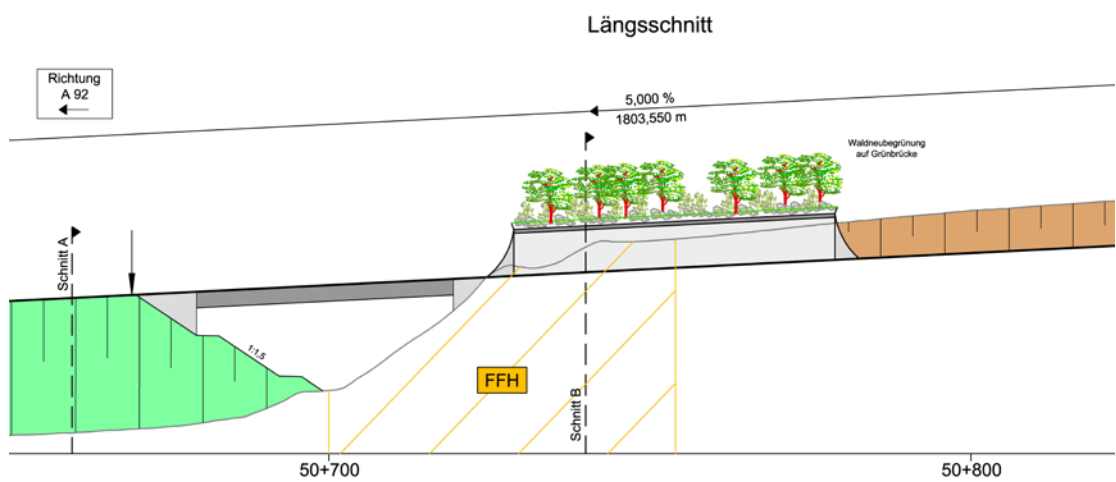 Längsschnitt
Richtung
A 92
5,000 %
1803,550 m
Waldneubegrünung
auf Grünbrücke
Schnitt A
1:1,5
FFH
Schnitt B
50+700
50+800